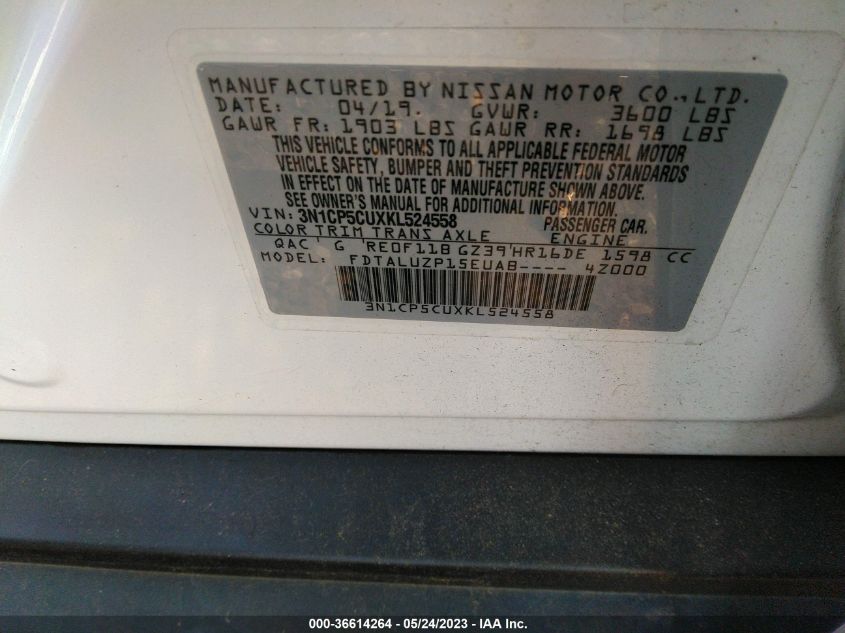 MANUFACTURED BY NISSAN MOTOR CO., LTD.
DATE: 04/19. GVWR: 3600 LBS
GAWR FR: 1903 LBS GAWR RR: 1698 LBS
THIS VEHICLE CONFORMS TO ALL APPLICABLE FEDERAL MOTOR
VEHICLE SAFETY, BUMPER AND THEFT PREVENTION STANDARDS
IN EFFECT ON THE DATE OF MANUFACTURE SHOWN ABOVE.
SEE OWNER'S MANUAL FOR ADDITIONAL INFORMATION.
VIN: 3N1CP5CUXKL524558 PASSENGER CAR.
COLOR TRIM TRANS AXLE ENGINE
QAC G RE0F11B GZ39 HR16DE 1598 CC
MODEL: FDTALUZP15EUAB---- 4Z000
3N1CP5CUXKL524558
000-36614264 - 05/24/2023 - IAA Inc.